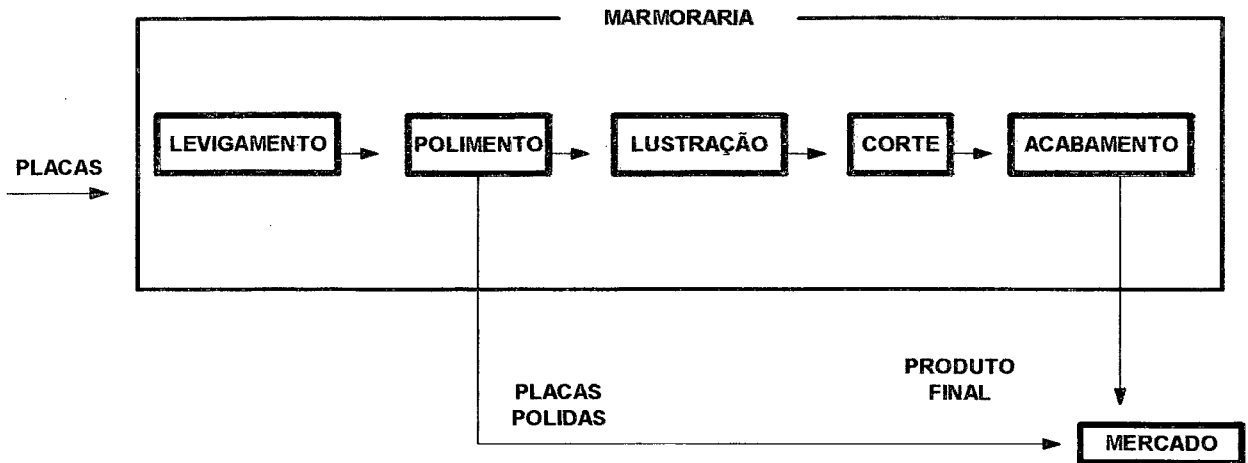 MARMORARIA
LEVIGAMENTO
POLIMENTO
LUSTRAÇÃO
CORTE
ACABAMENTO
PLACAS
PRODUTO
FINAL
PLACAS
POLIDAS
MERCADO